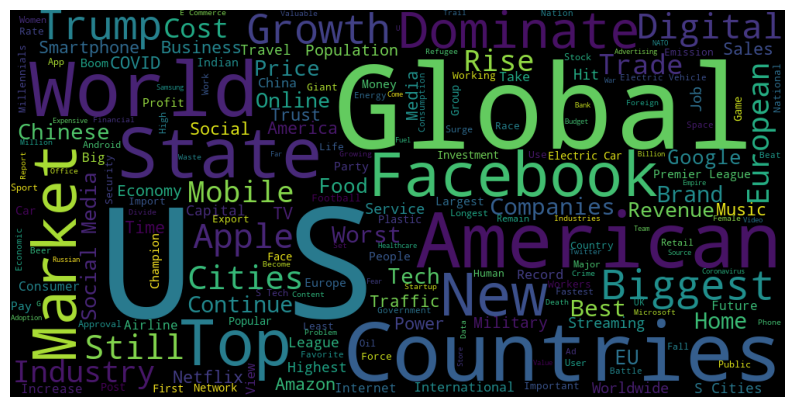 Women
E Commerce
Valuable
Trail
Nation
U
NATO
Trump
Cost
Growth
Dominate
Digital
Rate
Refugee
Advertising
Smartphone
Business
Travel
Population
Rise
Emission
Movie
Sales
App
Boom
COVID
Indian
Price
Take
Stock
Hit
Trade
War
Electric Vehicle
Millennials
World
Global
Samsung
Work
Giant
China
Money
Working
Come
Media
Job
European
National
Expensive
Financial
Profit
Online
Energy
Consumption
Group
Bank
Foreign
Game
Million
Android
High
Trust
Surge
Race
Budget
Space
Chinese
Social
America
Fuel
Big
State
Life
Investment
Use
Electric Car
Billion
Google
Beat
Report
Office
Security
Waste
Far
Growing
Party
Facebook
Premier League
Empire
Sport
Economy
Mobile
Food
Largest
Longest
Companies
Brand
Market
Social Media
Import
Capital
TV
Football
Service
Remain
Industries
Revenue
Music
Female
Video
Car
Time
Divide
Export
Plastic
American
Team
Economic
Russian
Champion
U S
Apple
Worst
Healthcare
People
Country
Twitter
Retail
Source
Beer
Face
Become
Tech
Human
Record
Major
Crime
Workers
Coronavirus
Consumer
Cities
Europe
Startup
Fear
New
Fastest
Biggest
Pay
G
Continue
S Tech
Content
Traffic
Death
UK
Microsoft
Phone
Adoption
Approval
Airline
Popular
Least
Government
Power
Military
Best
Future
Home
Still
Top
Problem
League
Favorite
Data
Streaming
Countries
Industry
Netflix
View
Highest
Oil
Force
Store
Ad
User
EU
Fall
Battle
Public
Increase
Post
First
Network
Amazon
Internet
International
Important
Worldwide
S Cities